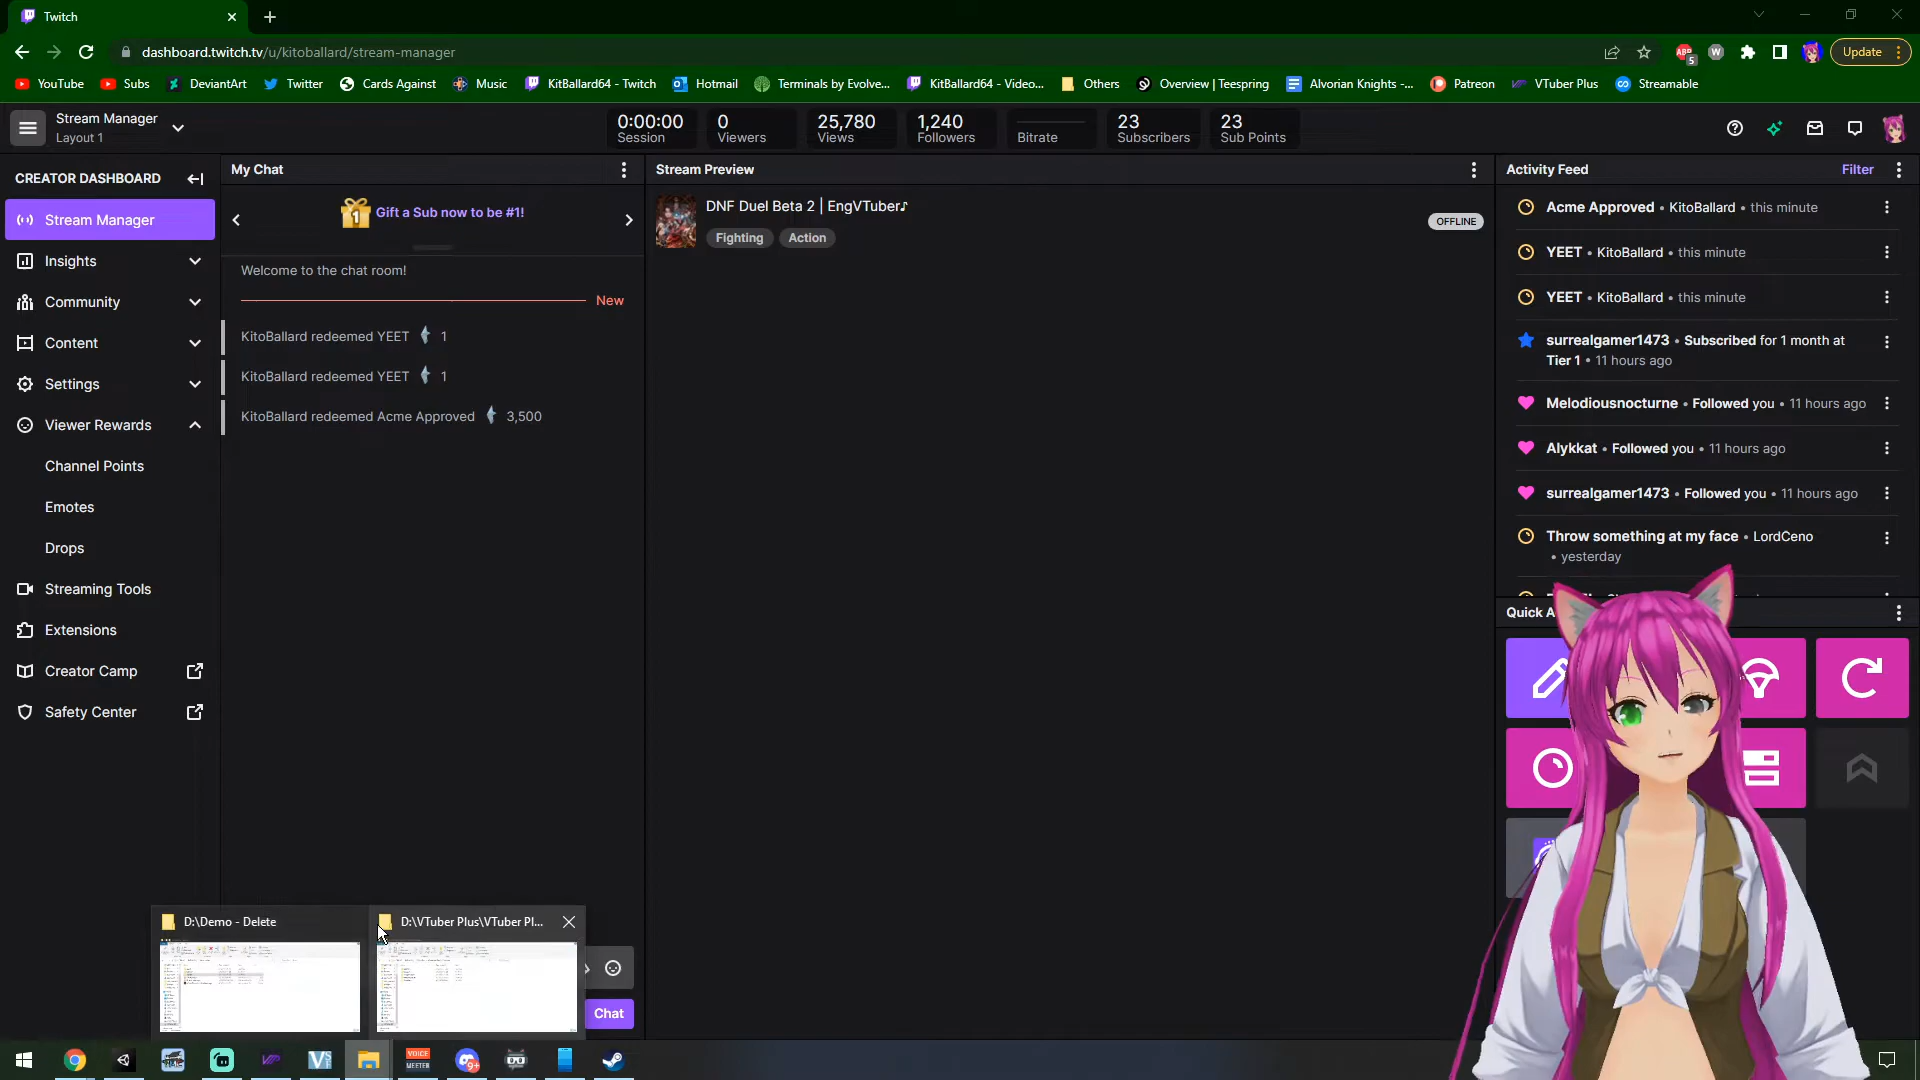 Twitch
dashboard.twitch.tv/u/kitoballard/stream-manager
ABP
5
W
Update
YouTube
Subs
DeviantArt
Twitter
Cards Against
Music
KitBallard64 - Twitch
Hotmail
Terminals by Evolve...
KitBallard64 - Video...
Others
Overview | Teespring
Alvorian Knights -...
Patreon
VTuber Plus
Streamable
Stream Manager
Layout 1
0:00:00
Session
0
Viewers
25,780
Views
1,240
Followers
Bitrate
23
Subscribers
23
Sub Points
CREATOR DASHBOARD
Stream Manager
Insights
Community
Content
Settings
Viewer Rewards
Channel Points
Emotes
Drops
Streaming Tools
Extensions
Creator Camp
Safety Center
My Chat
1
Gift a Sub now to be #1!
Welcome to the chat room!
New
KitoBallard redeemed YEET 1
KitoBallard redeemed YEET 1
KitoBallard redeemed Acme Approved 3,500
Chat
Stream Preview
DNF Duel Beta 2 | EngVTuber♪
Fighting
Action
OFFLINE
Activity Feed
Filter
Acme Approved • KitoBallard • this minute
YEET • KitoBallard • this minute
YEET • KitoBallard • this minute
surrealgamer1473 • Subscribed for 1 month at
Tier 1 • 11 hours ago
Melodiousnocturne • Followed you • 11 hours ago
Alykkat • Followed you • 11 hours ago
surrealgamer1473 • Followed you • 11 hours ago
Throw something at my face • LordCeno
• yesterday
Quick A
D:\Demo - Delete
D:\VTuber Plus\VTuber Pl...
VOICE
MEETER
9+